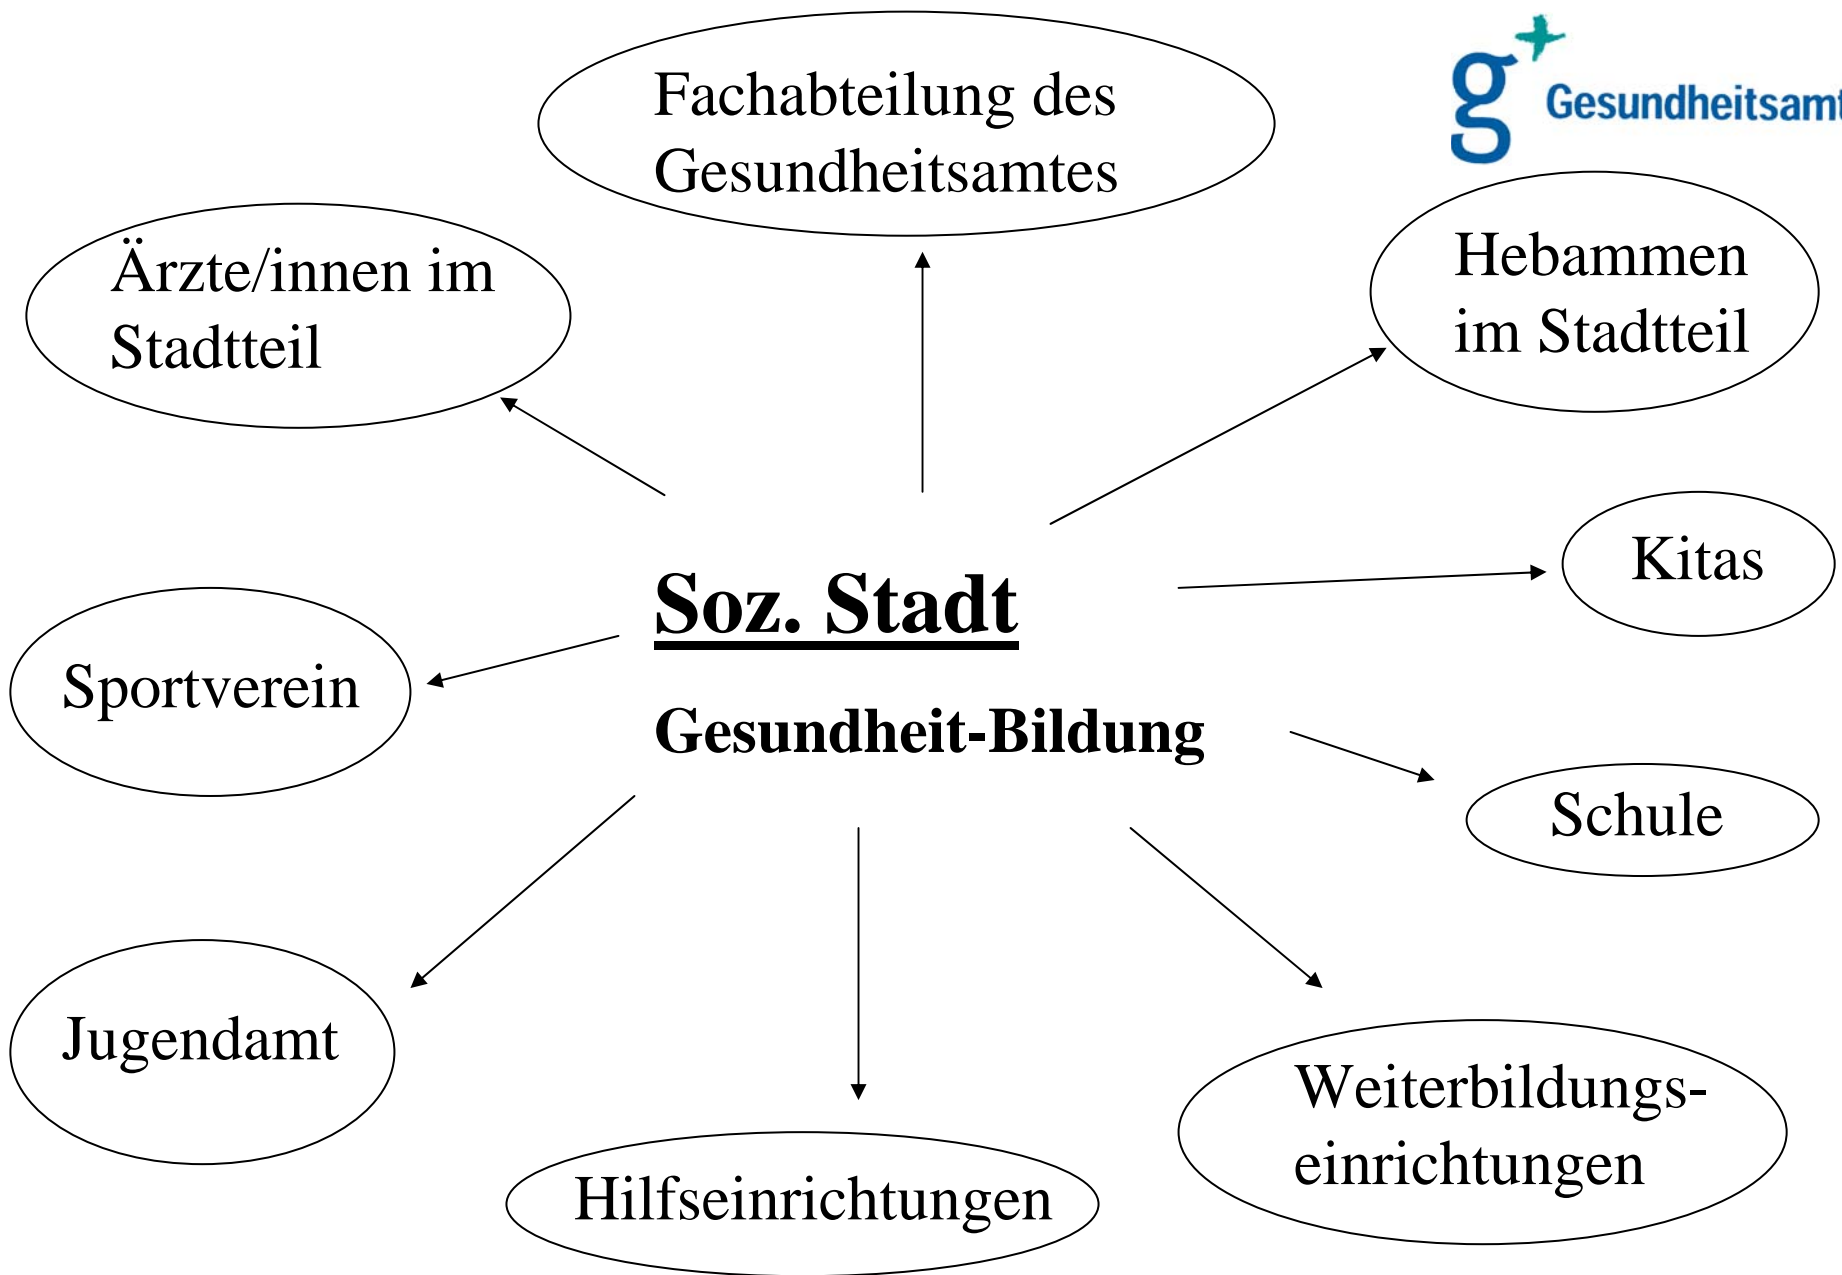 Fachabteilung des
Gesundheitsamtes
g
Gesundheitsamt
Ärzte/innen im
Stadtteil
Hebammen
im Stadtteil
Kitas
Soz. Stadt
Sportverein
Gesundheit-Bildung
Schule
Jugendamt
Weiterbildungs-
einrichtungen
Hilfseinrichtungen